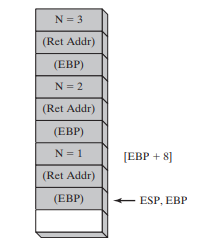 N = 3
(Ret Addr)
(EBP)
N = 2
(Ret Addr)
(EBP)
N = 1 [EBP + 8]
(Ret Addr)
(EBP) ESP, EBP